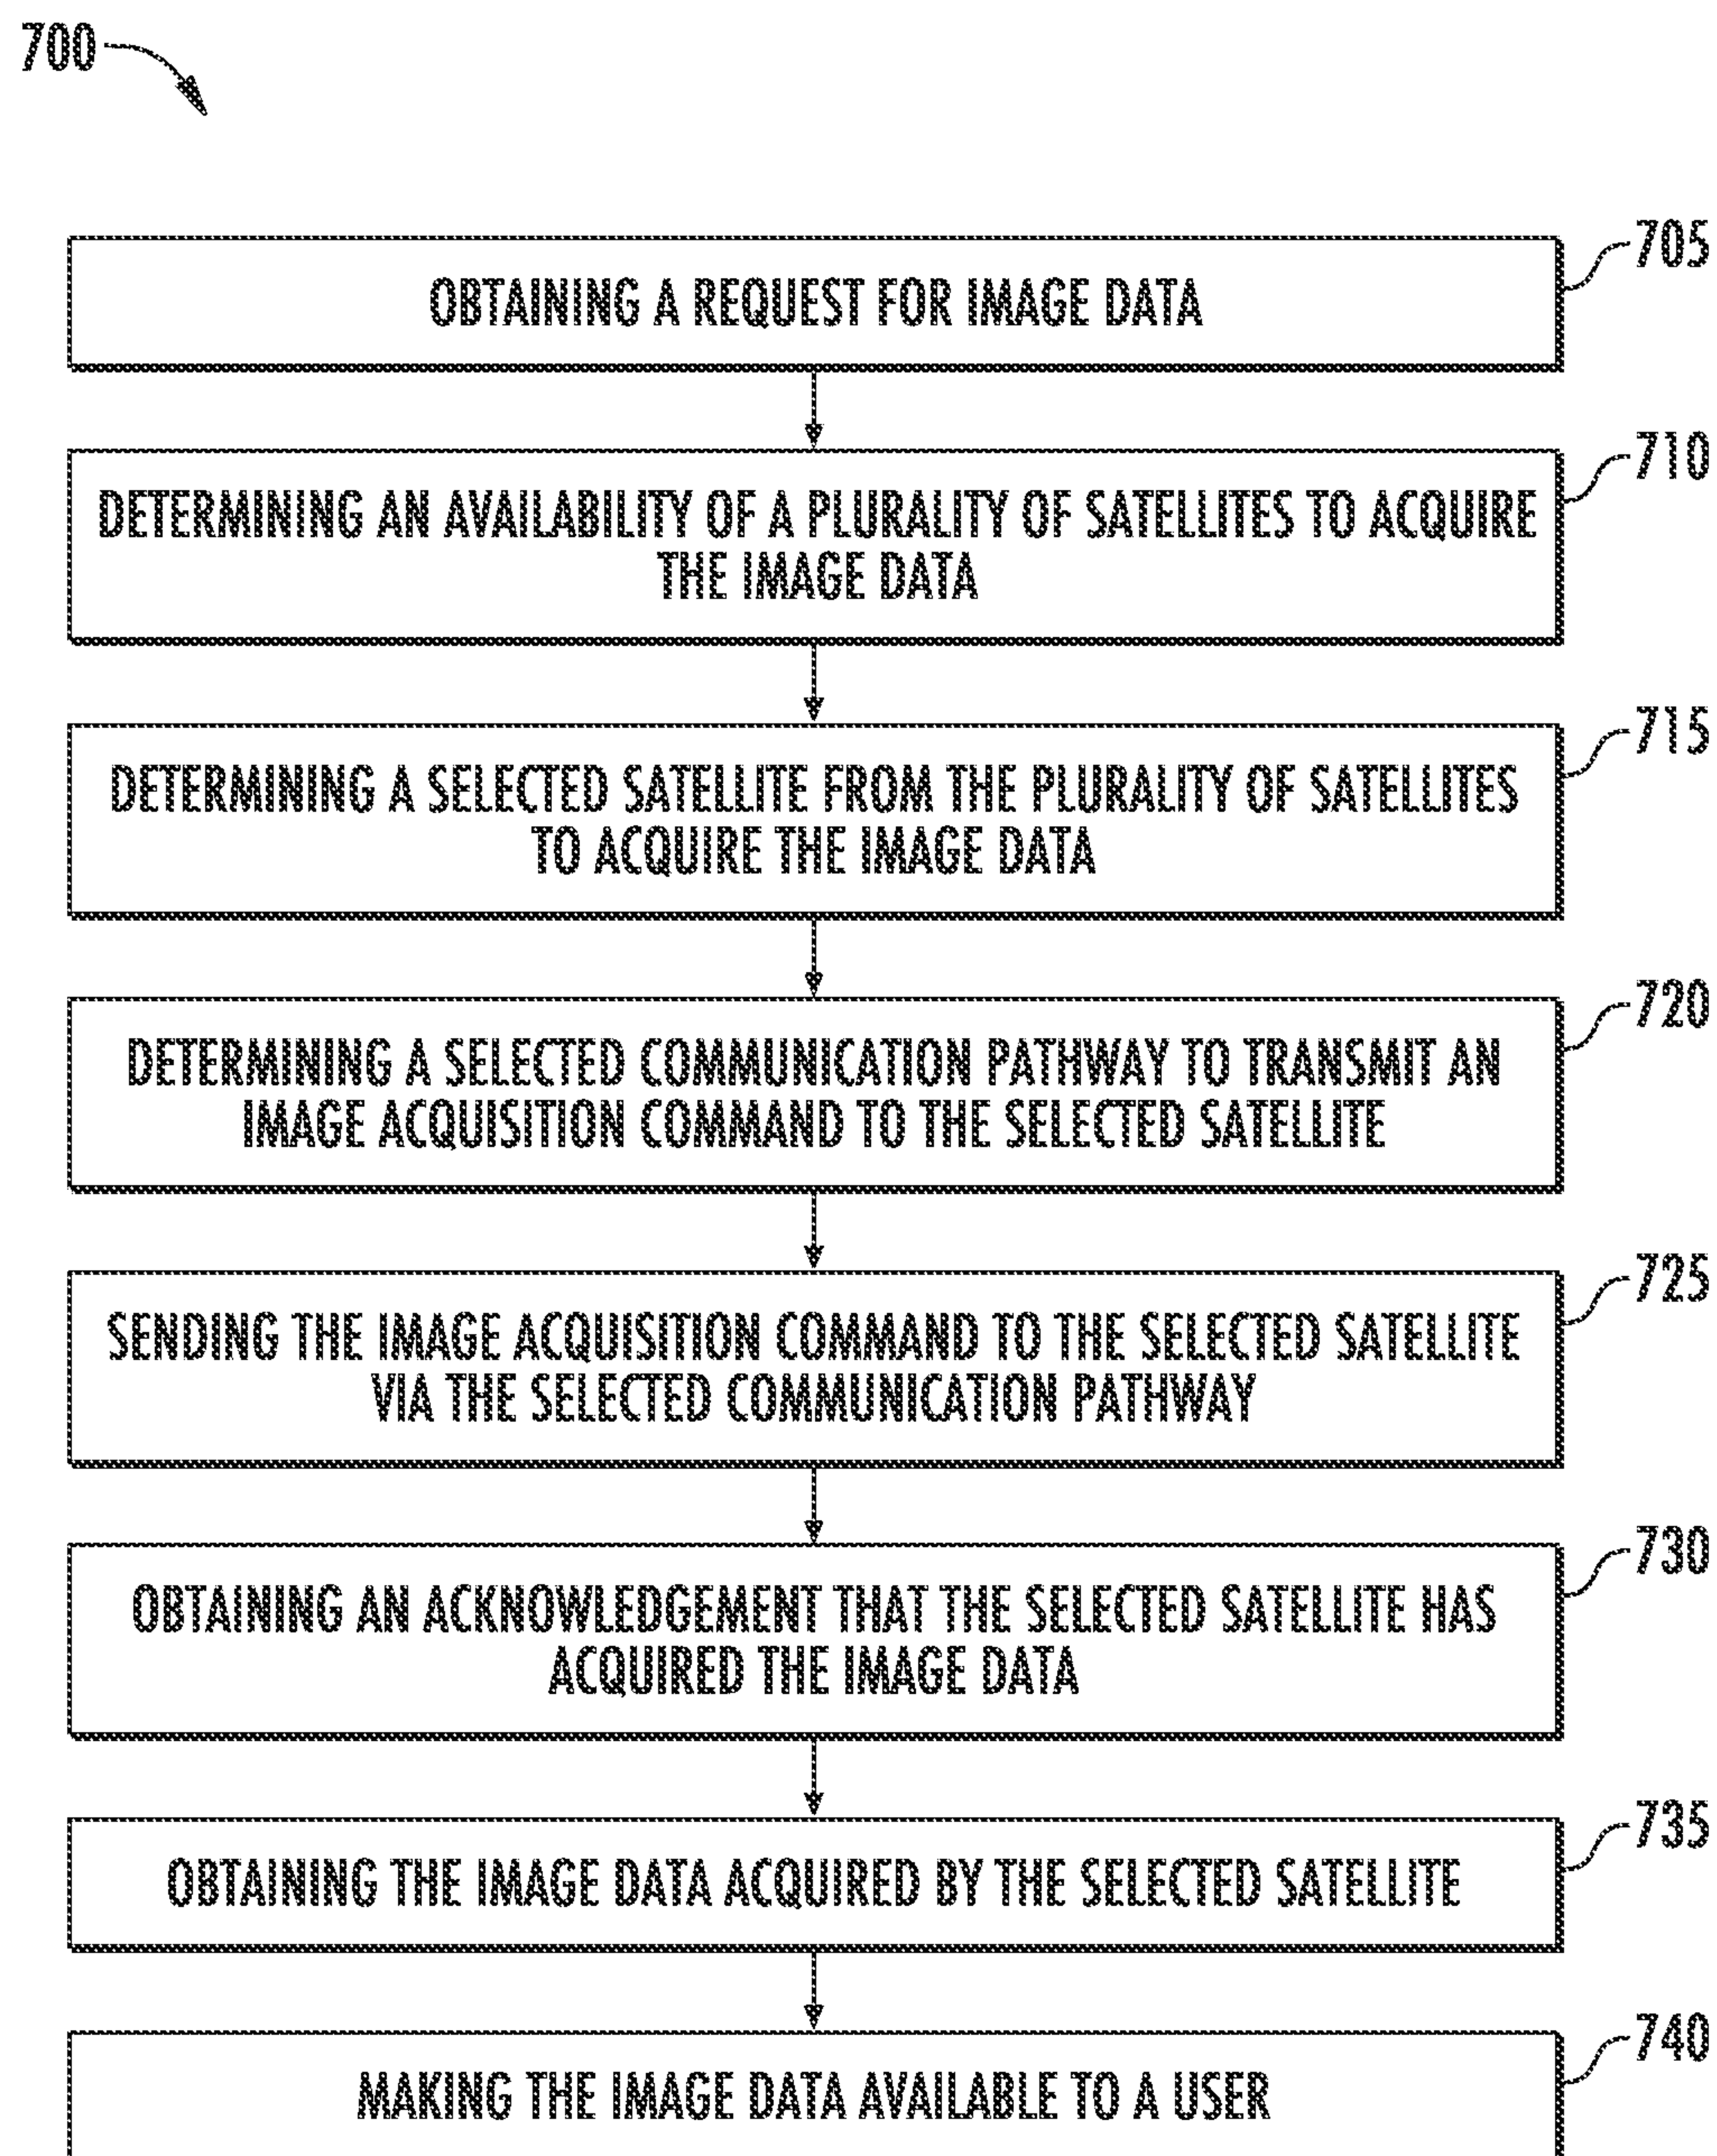 700
OBTAINING A REQUEST FOR IMAGE DATA
705
DETERMINING AN AVAILABILITY OF A PLURALITY OF SATELLITES TO ACQUIRE
THE IMAGE DATA
710
DETERMINING A SELECTED SATELLITE FROM THE PLURALITY OF SATELLITES
TO ACQUIRE THE IMAGE DATA
715
DETERMINING A SELECTED COMMUNICATION PATHWAY TO TRANSMIT AN
IMAGE ACQUISITION COMMAND TO THE SELECTED SATELLITE
720
SENDING THE IMAGE ACQUISITION COMMAND TO THE SELECTED SATELLITE
VIA THE SELECTED COMMUNICATION PATHWAY
725
OBTAINING AN ACKNOWLEDGEMENT THAT THE SELECTED SATELLITE HAS
ACQUIRED THE IMAGE DATA
730
OBTAINING THE IMAGE DATA ACQUIRED BY THE SELECTED SATELLITE
735
MAKING THE IMAGE DATA AVAILABLE TO A USER
740